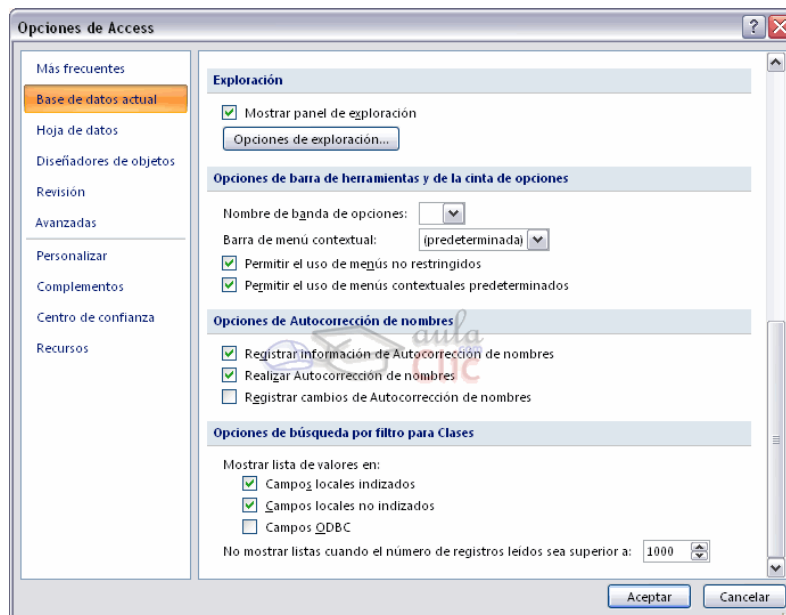 Opciones de Access
Más frecuentes
Base de datos actual
Hoja de datos
Diseñadores de objetos
Revisión
Avanzadas
Personalizar
Complementos
Centro de confianza
Recursos
Exploración
Mostrar panel de exploración
Opciones de exploración...
Opciones de barra de herramientas y de la cinta de opciones
Nombre de banda de opciones:
Barra de menú contextual: (predeterminada)
Permitir el uso de menús no restringidos
Permitir el uso de menús contextuales predeterminados
Opciones de Autocorrección de nombres
Registrar información de Autocorrección de nombres
Realizar Autocorrección de nombres
Registrar cambios de Autocorrección de nombres
aula
clic
.com
Opciones de búsqueda por filtro para Clases
Mostrar lista de valores en:
Campos locales indizados
Campos locales no indizados
Campos ODBC
No mostrar listas cuando el número de registros leídos sea superior a: 1000
Aceptar Cancelar